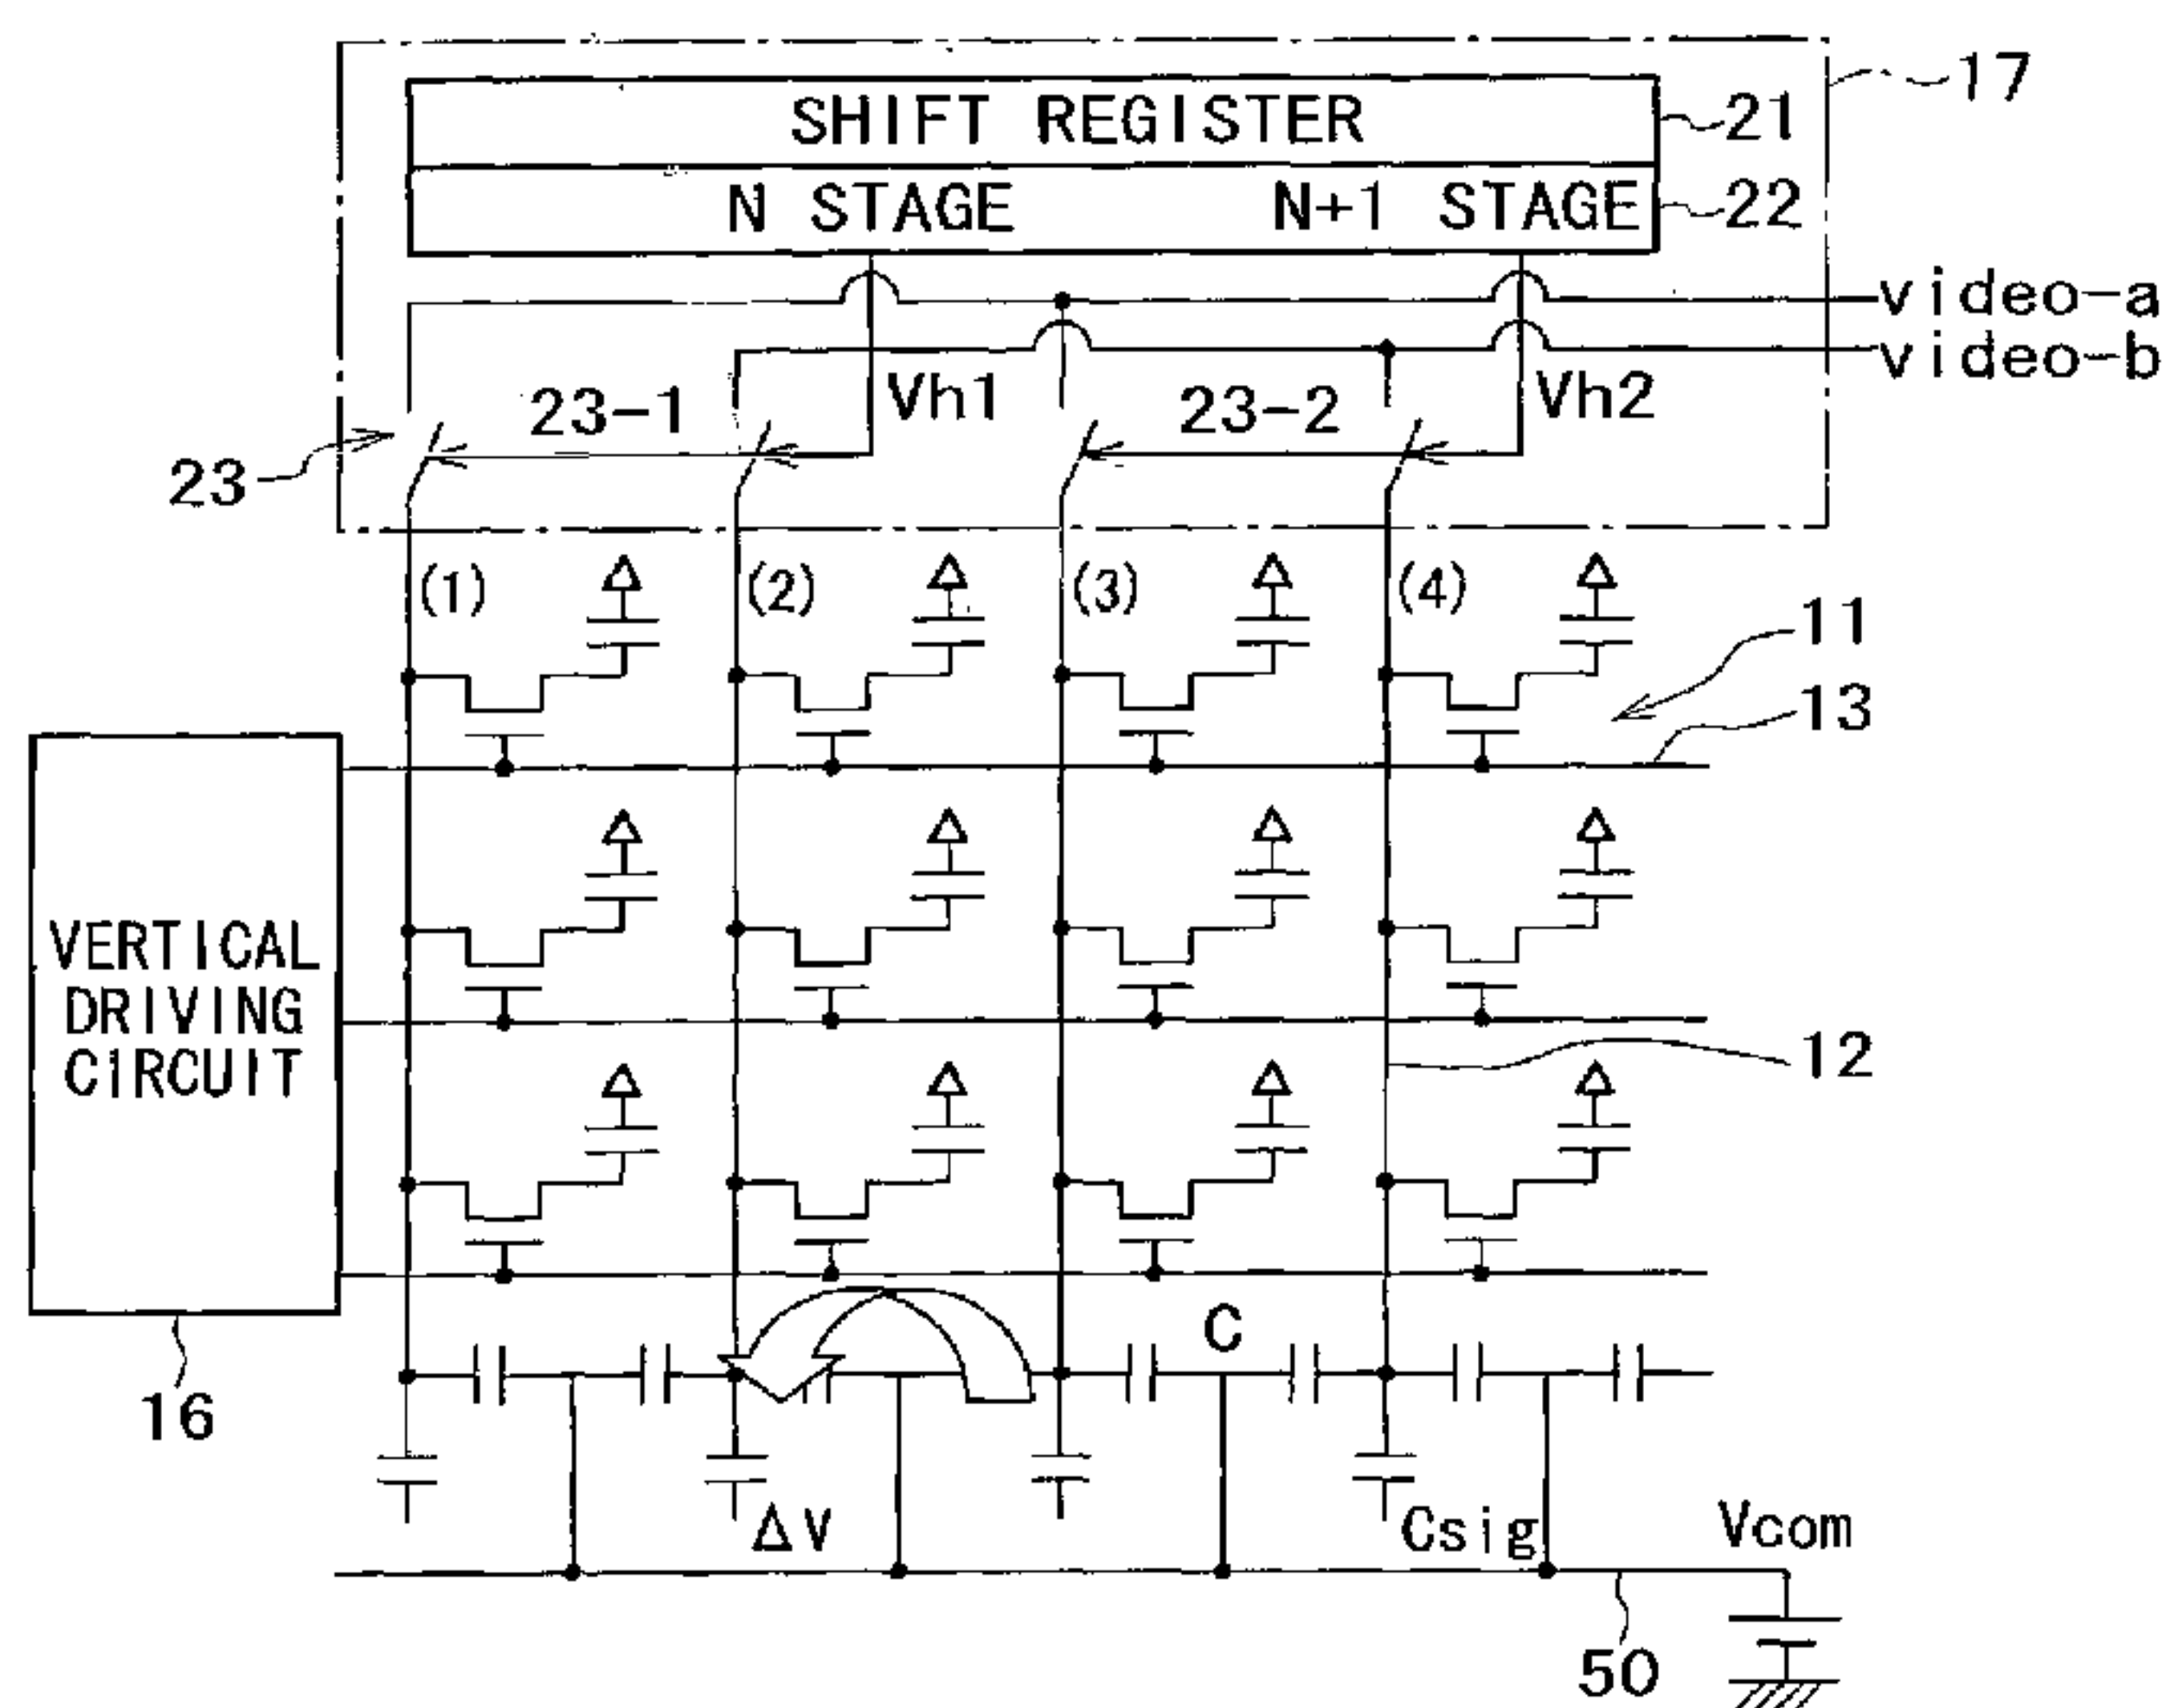 17
SHIFT REGISTER
21
N STAGE N+1 STAGE
22
video-a
video-b
23-1
Vh1
23-2
Vh2
23
(1)
(2)
(3)
(4)
11
13
VERTICAL
DRIVING
CiRCUIT
12
16
C
ΔV
Csig
Vcom
50